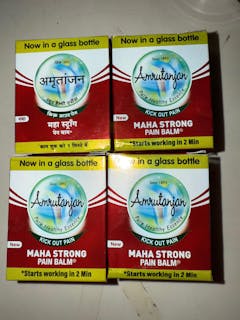 Now in a glass bottle
अमृतांजन
नया
महा स्ट्रॉंग
पेन बाम®
Now in a glass bottle
Amrutanjan
KICK OUT PAIN
New
MAHA STRONG
PAIN BALM®
*Starts working in 2 Min
Now in a glass bottle
Amrutanjan
KICK OUT PAIN
New
MAHA STRONG
PAIN BALM®
*Starts working in 2 Min
Now in a glass bottle
Amrutanjan
KICK OUT PAIN
New
MAHA STRONG
PAIN BALM®
*Starts working in 2 Min